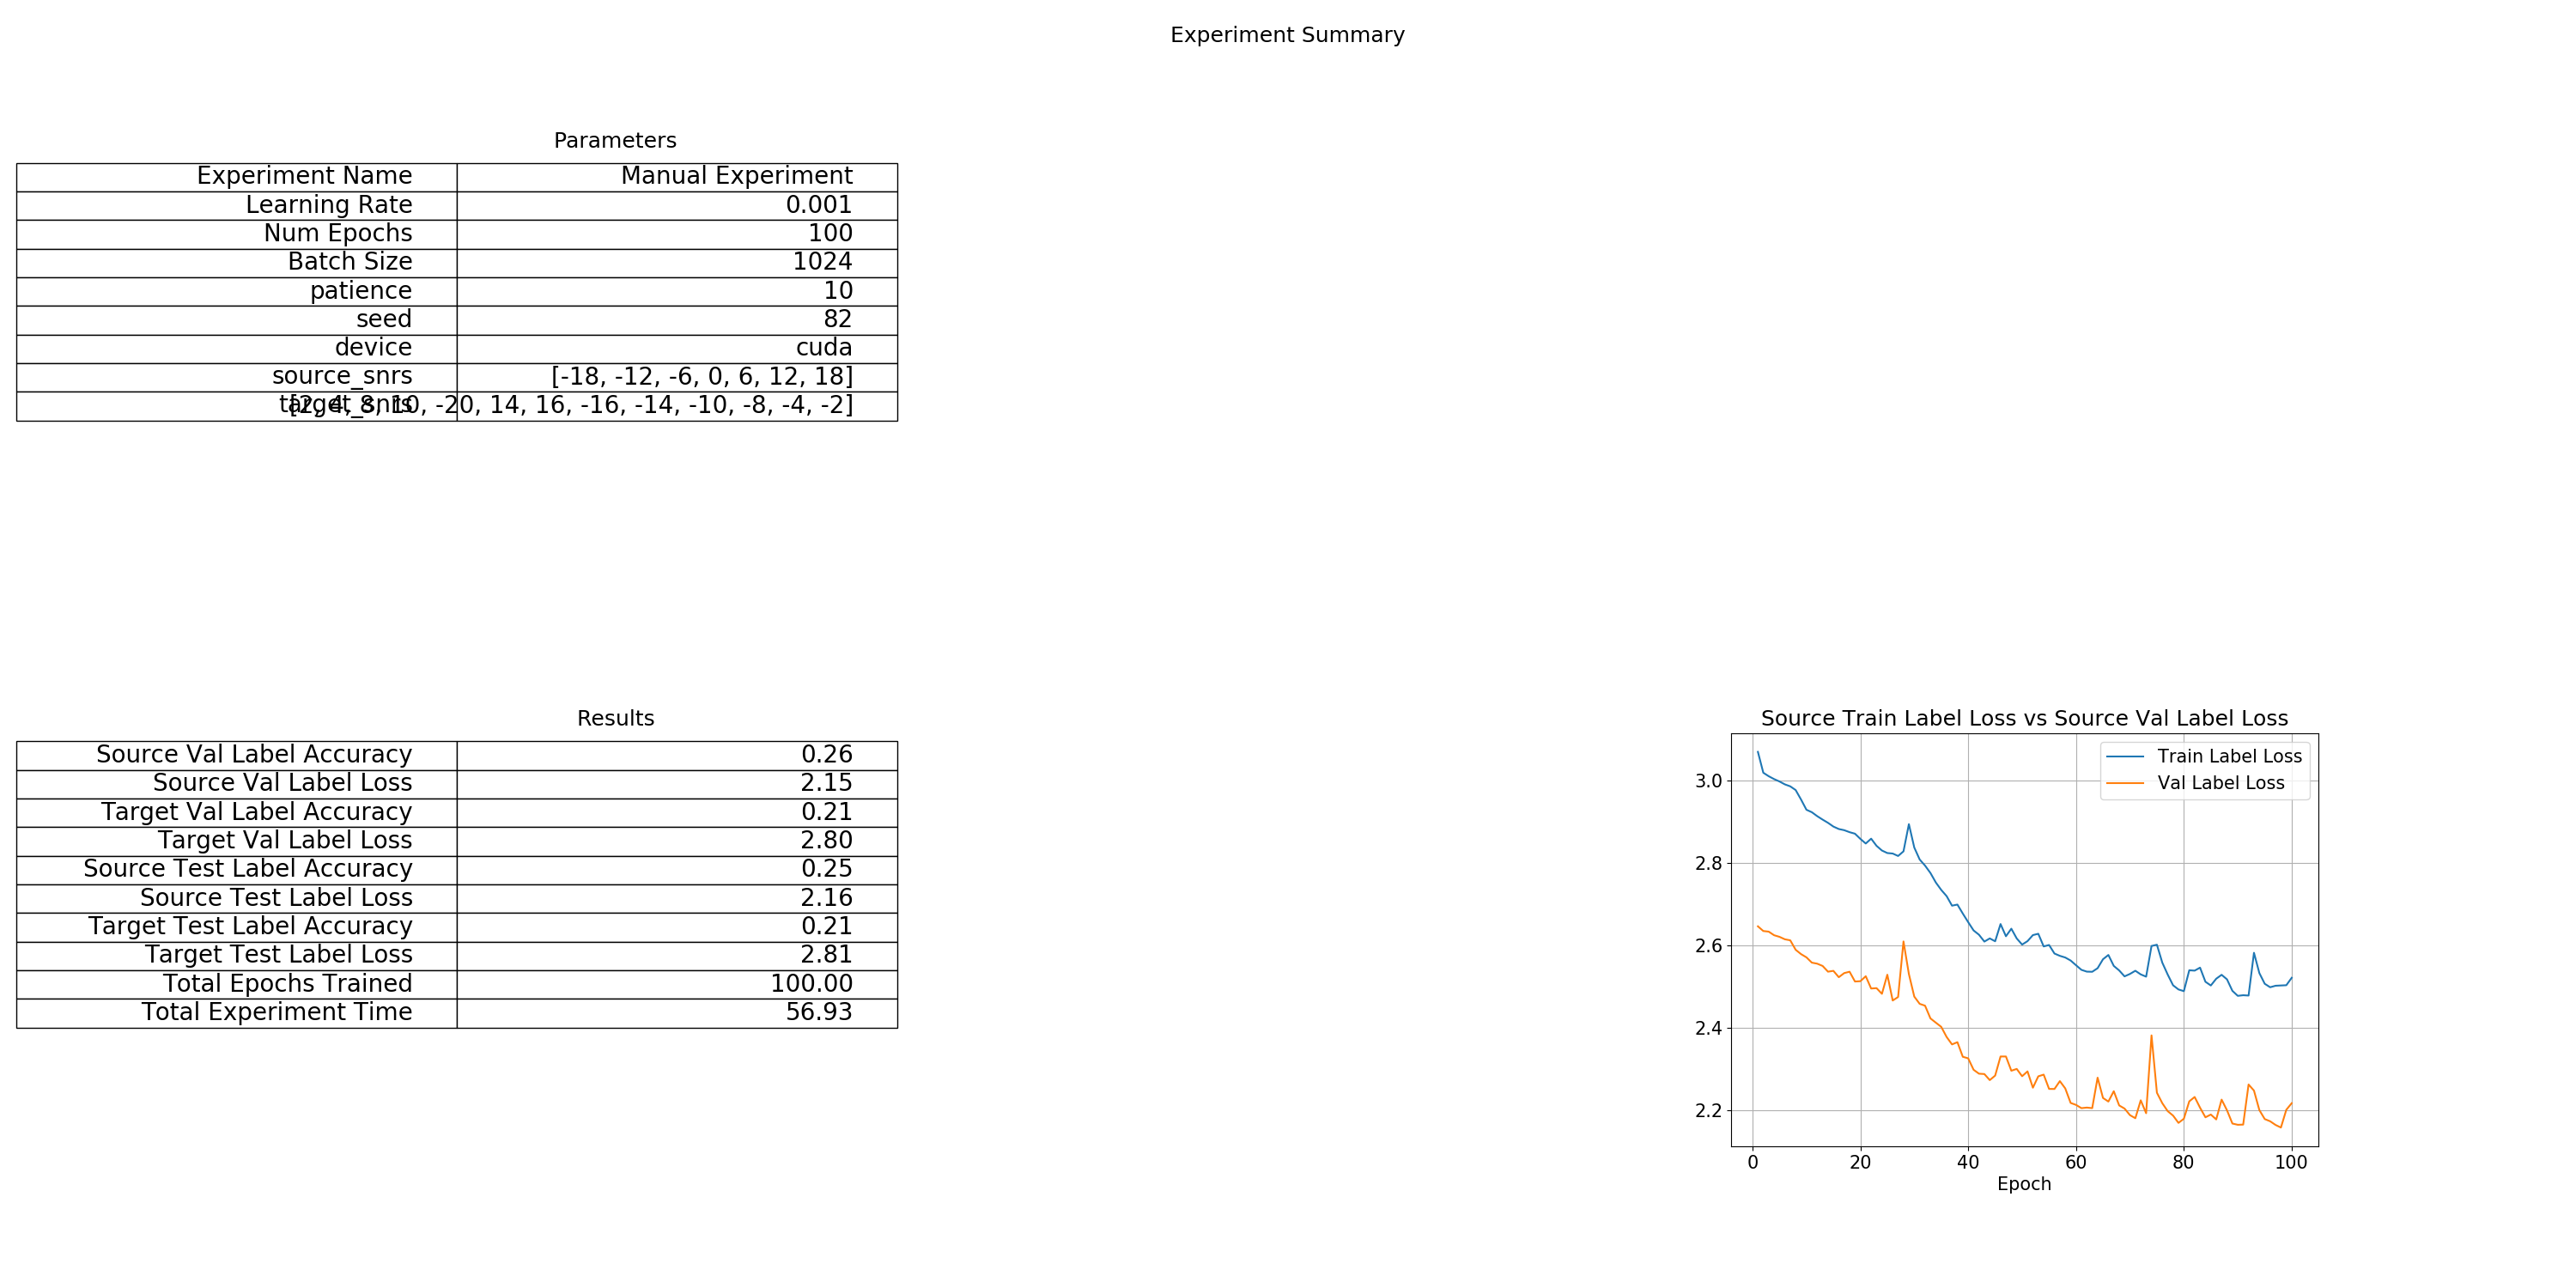 Experiment Summary
Parameters
Experiment Name Manual Experiment
Learning Rate 0.001
Num Epochs 100
Batch Size 1024
patience 10
seed 82
device cuda
source_snrs [-18, -12, -6, 0, 6, 12, 18]
target_snrs [2, 4, 8, 10, -20, 14, 16, -16, -14, -10, -8, -4, -2]
Results
Source Val Label Accuracy 0.26
Source Val Label Loss 2.15
Target Val Label Accuracy 0.21
Target Val Label Loss 2.80
Source Test Label Accuracy 0.25
Source Test Label Loss 2.16
Target Test Label Accuracy 0.21
Target Test Label Loss 2.81
Total Epochs Trained 100.00
Total Experiment Time 56.93
Source Train Label Loss vs Source Val Label Loss
Train Label Loss
Val Label Loss
3.0
2.8
2.6
2.4
2.2
0 20 40 60 80 100
Epoch